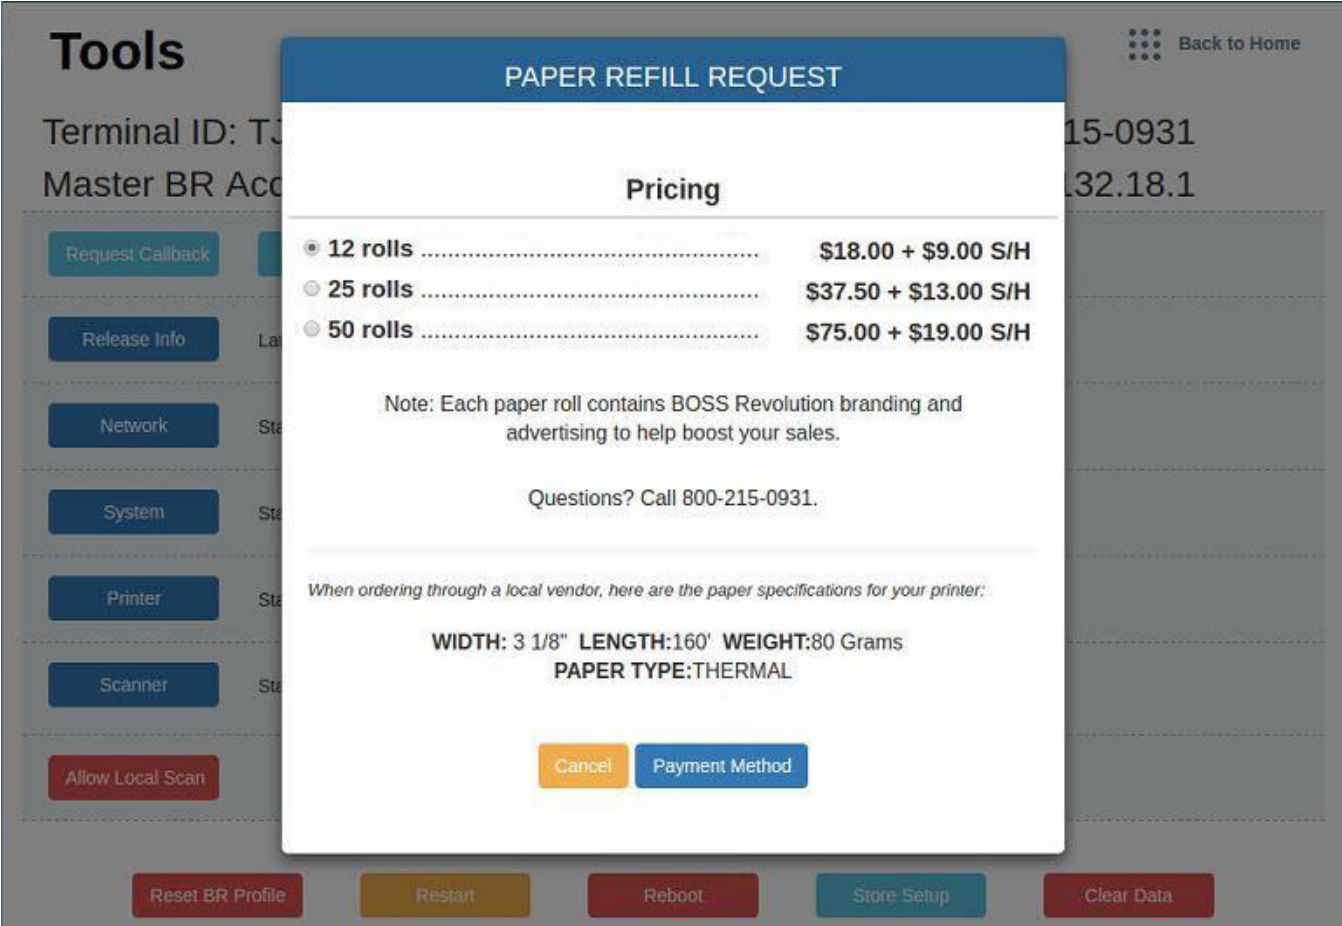 Tools
Back to Home
PAPER REFILL REQUEST
Terminal ID: 15-0931
Master BR 132.18.1
Pricing
Request Callback
12 rolls ................................................... $18.00 + $9.00 S/H
25 rolls ................................................... $37.50 + $13.00 S/H
50 rolls ................................................... $75.00 + $19.00 S/H
Release Info
Note: Each paper roll contains BOSS Revolution branding and
advertising to help boost your sales.
Network
Questions? Call 800-215-0931.
System
When ordering through a local vendor, here are the paper specifications for your printer:
Printer
WIDTH: 3 1/8" LENGTH:160' WEIGHT:80 Grams
PAPER TYPE:THERMAL
Scanner
Cancel Payment Method
Allow Local Scan
Reset BR Profile Restart Reboot Store Setup Clear Data